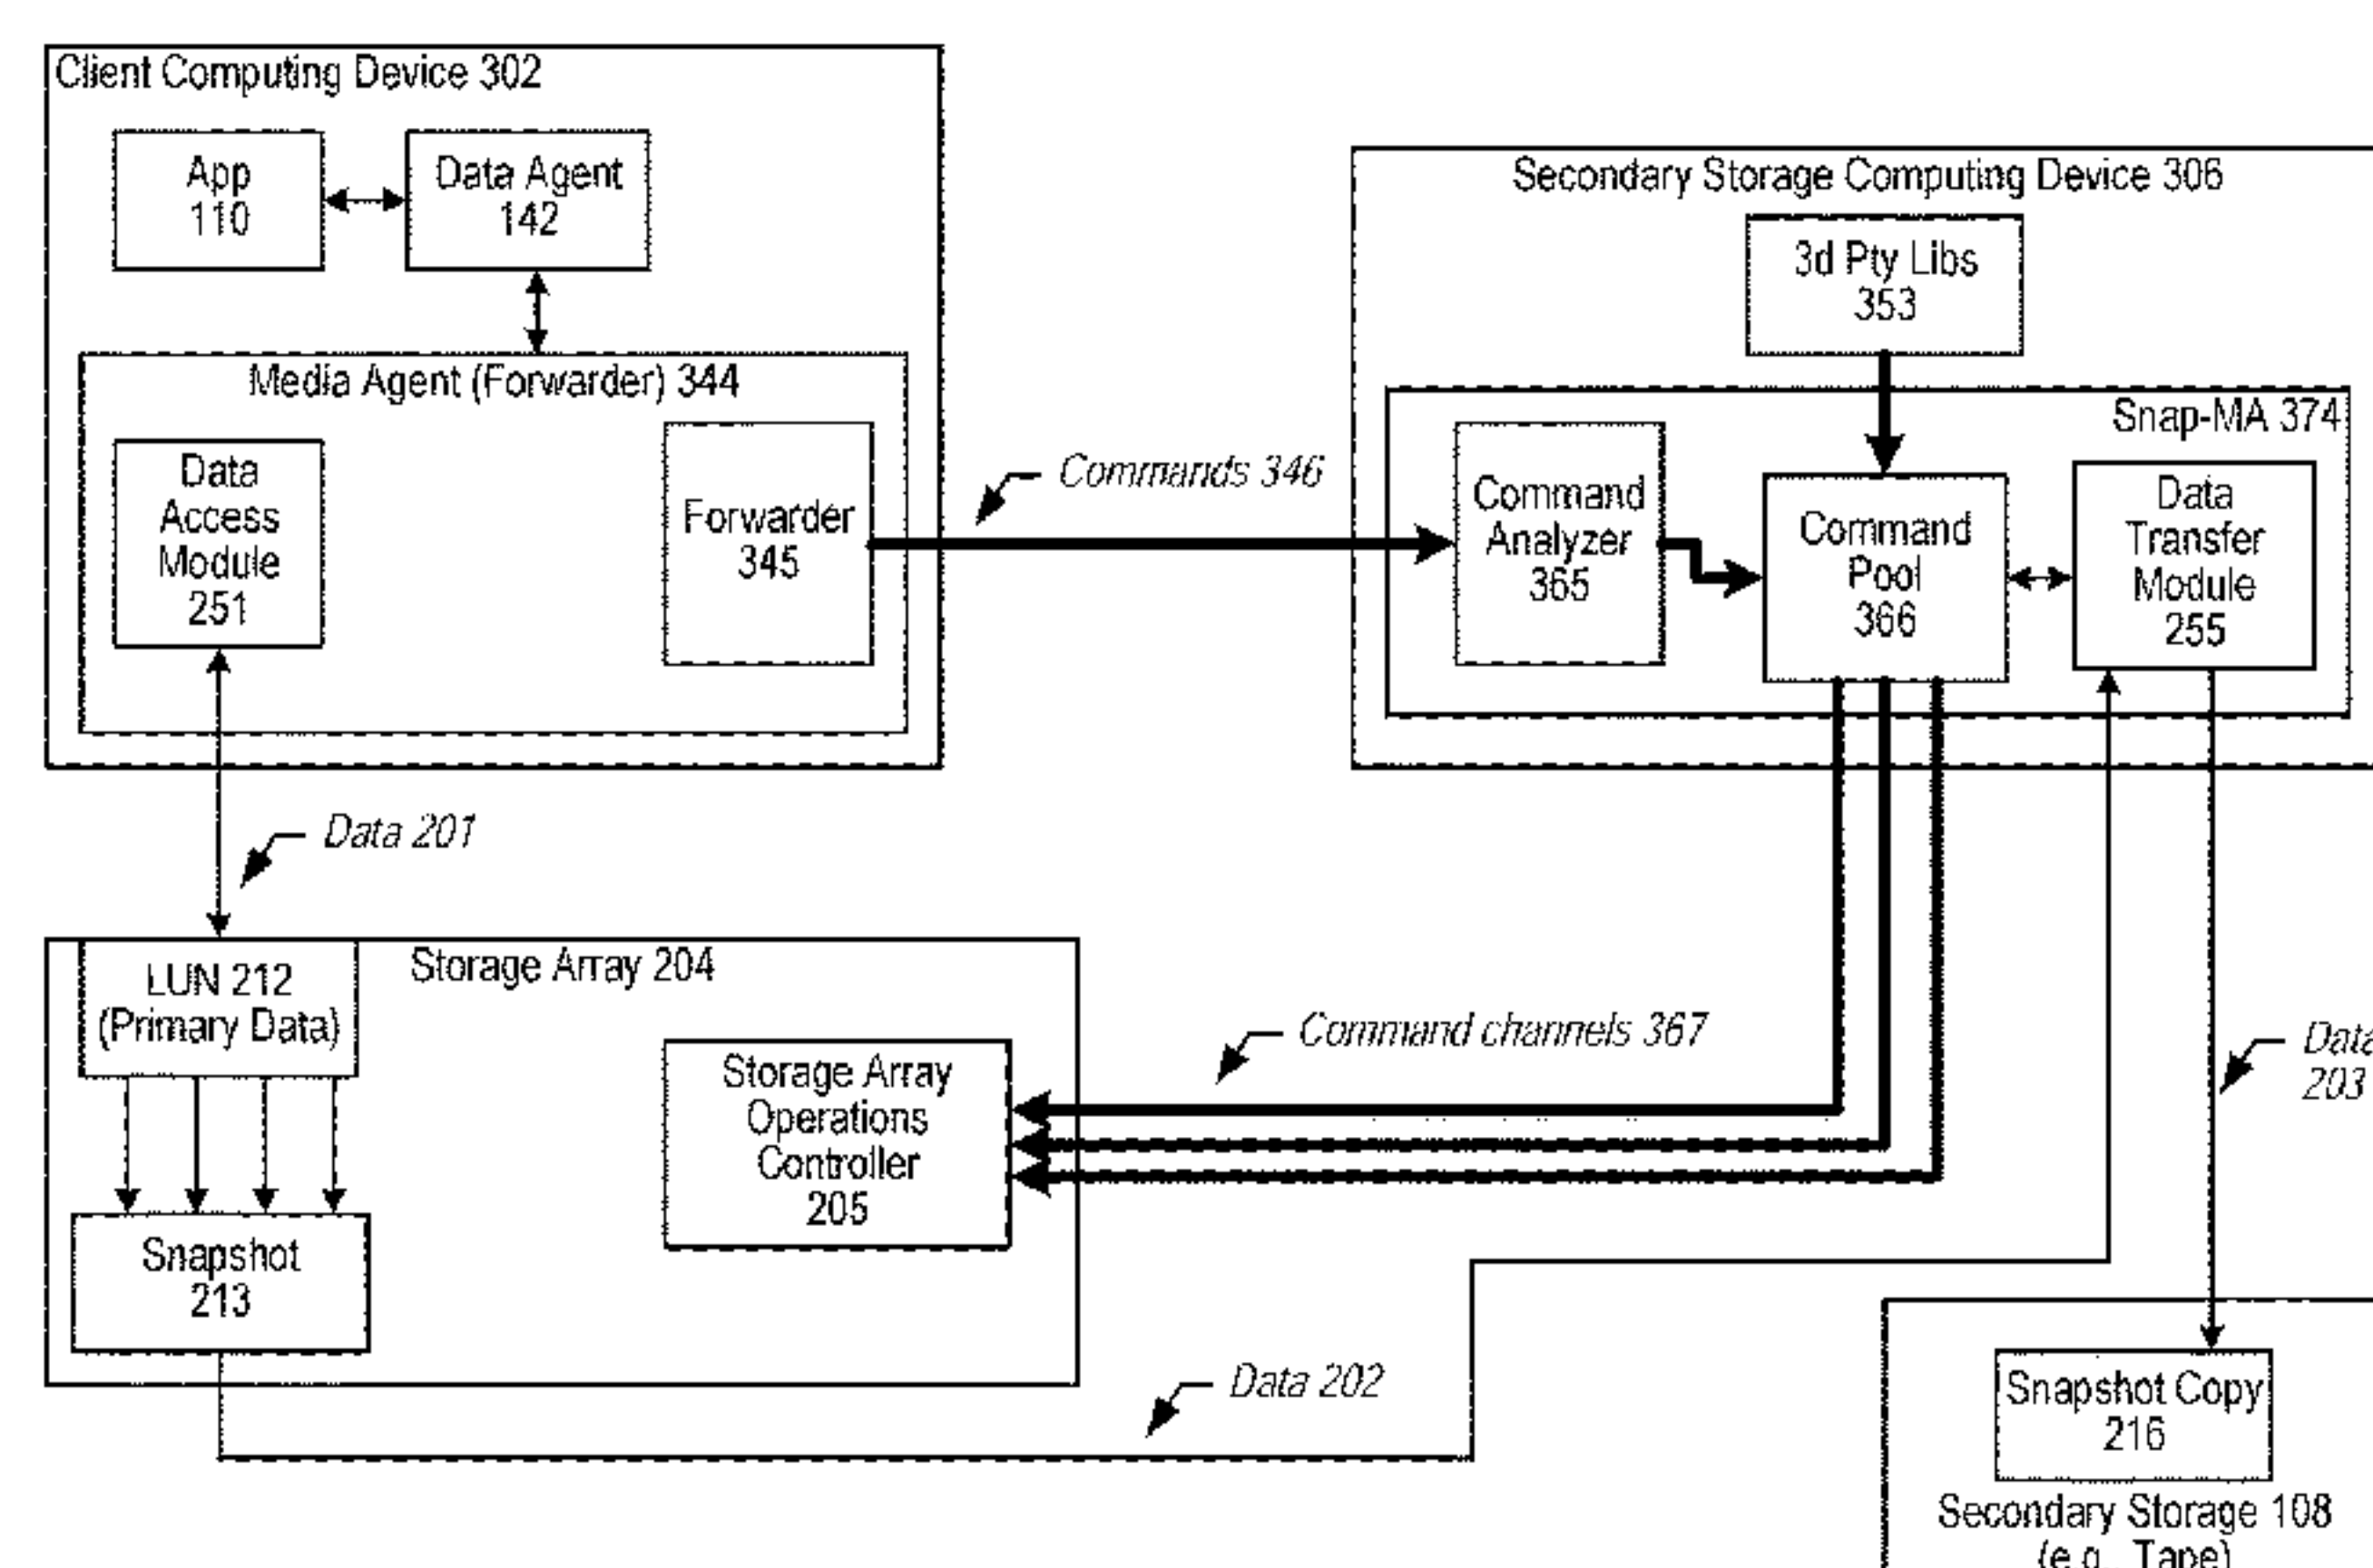 Client Computing Device 302
App
110
Data Agent
142
Media Agent (Forwarder) 344
Data
Access
Module
251
Forwarder
345
Commands 346
Secondary Storage Computing Device 306
3d Pty Libs
353
Snap-MA 374
Command
Analyzer
365
Command
Pool
366
Data
Transfer
Module
255
Data 201
Storage Array 204
LUN 212
(Primary Data)
Storage Array
Operations
Controller
205
Command channels 367
Data
203
Snapshot
213
Data 202
Snapshot Copy
216
Secondary Storage 108
(e.g., Tape)